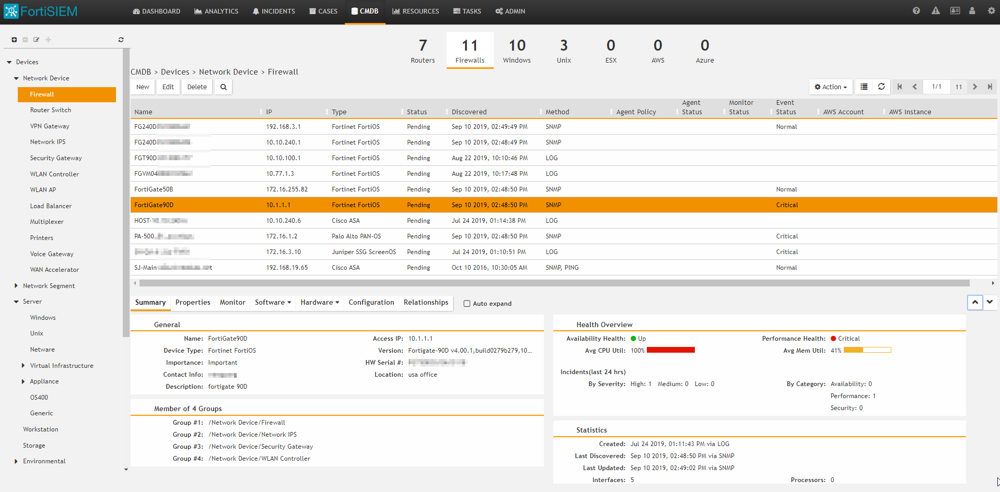 FortiSIEM
DASHBOARD ANALYTICS INCIDENTS CASES CMDB RESOURCES TASKS ADMIN
7 11 10 3 0 0 0
Routers Firewalls Windows Unix ESX AWS Azure
CMDB > Devices > Network Device > Firewall
New Edit Delete Action 1/1 11
Devices
Network Device
Firewall
Router Switch
VPN Gateway
Network IPS
Security Gateway
WLAN Controller
WLAN AP
Load Balancer
Multiplexer
Printers
Voice Gateway
WAN Accelerator
Network Segment
Server
Windows
Unix
Netware
Virtual Infrastructure
Appliance
OS400
Generic
Workstation
Storage
Environmental
Name IP Type Status Discovered Method Agent Policy Agent Status Monitor Status Event Status AWS Account AWS Instance
FG240D 192.168.3.1 Fortinet FortiOS Pending Sep 10 2019, 02:49:49 PM SNMP Normal
FG240D 10.10.240.1 Fortinet FortiOS Pending Sep 10 2019, 02:48:49 PM SNMP
FGT90D 10.10.100.1 Fortinet FortiOS Pending Aug 22 2019, 10:10:46 PM LOG
FGVM04 10.77.1.3 Fortinet FortiOS Pending Aug 22 2019, 10:17:48 PM LOG
FortiGate50B 172.16.255.82 Fortinet FortiOS Pending Sep 10 2019, 02:48:50 PM SNMP Normal
FortiGate90D 10.1.1.1 Fortinet FortiOS Pending Sep 10 2019, 02:48:50 PM SNMP Critical
HOST- 10.10.240.6 Cisco ASA Pending Jul 24 2019, 01:14:38 PM LOG
PA-500 172.16.1.2 Palo Alto PAN-OS Pending Sep 10 2019, 02:48:50 PM SNMP Critical
172.16.3.10 Juniper SSG ScreenOS Pending Jul 24 2019, 01:10:51 PM LOG Critical
SJ-Main 192.168.19.65 Cisco ASA Pending Oct 10 2016, 10:30:05 AM SNMP, PING Normal
Summary Properties Monitor Software Hardware Configuration Relationships Auto expand
General
Name: FortiGate90D Access IP: 10.1.1.1
Device Type: Fortinet FortiOS Version: Fortigate-90D v4.00.1,build0279b279,10...
Importance: Important HW Serial #:
Contact Info: Location: usa office
Description: fortigate 90D
Member of 4 Groups
Group #1: /Network Device/Firewall
Group #2: /Network Device/Network IPS
Group #3: /Network Device/Security Gateway
Group #4: /Network Device/WLAN Controller
Health Overview
Availability Health: Up Performance Health: Critical
Avg CPU Util: 100% Avg Mem Util: 41%
Incidents(last 24 hrs)
By Severity: High: 1 Medium: 0 Low: 0 By Category: Availability: 0
Performance: 1
Security: 0
Statistics
Created: Jul 24 2019, 01:11:43 PM via LOG
Last Discovered: Sep 10 2019, 02:48:50 PM via SNMP
Last Updated: Sep 10 2019, 02:49:02 PM via SNMP
Interfaces: 5 Processors: 0